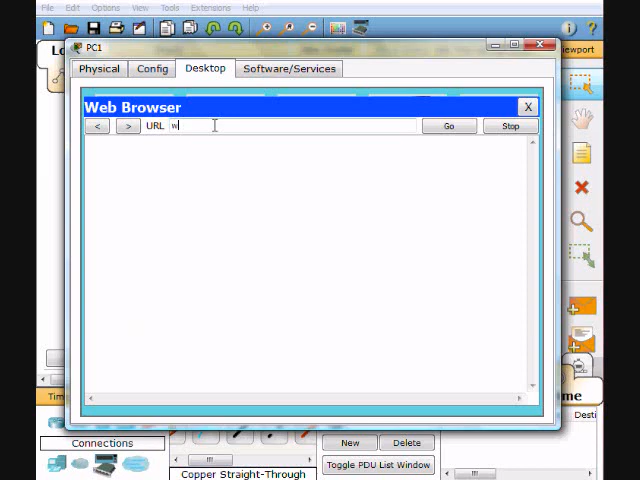 File Edit Options View Tools Extensions Help
PC1
Viewport
Physical Config Desktop Software/Services
Web Browser X
< > URL w Go Stop
New Delete
Connections
Toggle PDU List Window
Copper Straight-Through